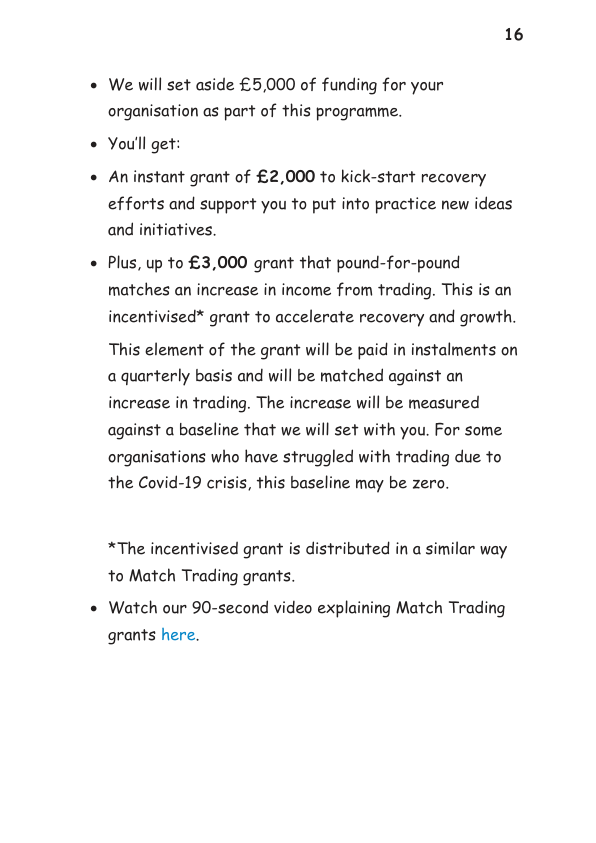 16
• We will set aside £5,000 of funding for your
organisation as part of this programme.
• You’ll get:
• An instant grant of £2,000 to kick-start recovery
efforts and support you to put into practice new ideas
and initiatives.
• Plus, up to £3,000 grant that pound-for-pound
matches an increase in income from trading. This is an
incentivised* grant to accelerate recovery and growth.
This element of the grant will be paid in instalments on
a quarterly basis and will be matched against an
increase in trading. The increase will be measured
against a baseline that we will set with you. For some
organisations who have struggled with trading due to
the Covid-19 crisis, this baseline may be zero.
*The incentivised grant is distributed in a similar way
to Match Trading grants.
• Watch our 90-second video explaining Match Trading
grants here.